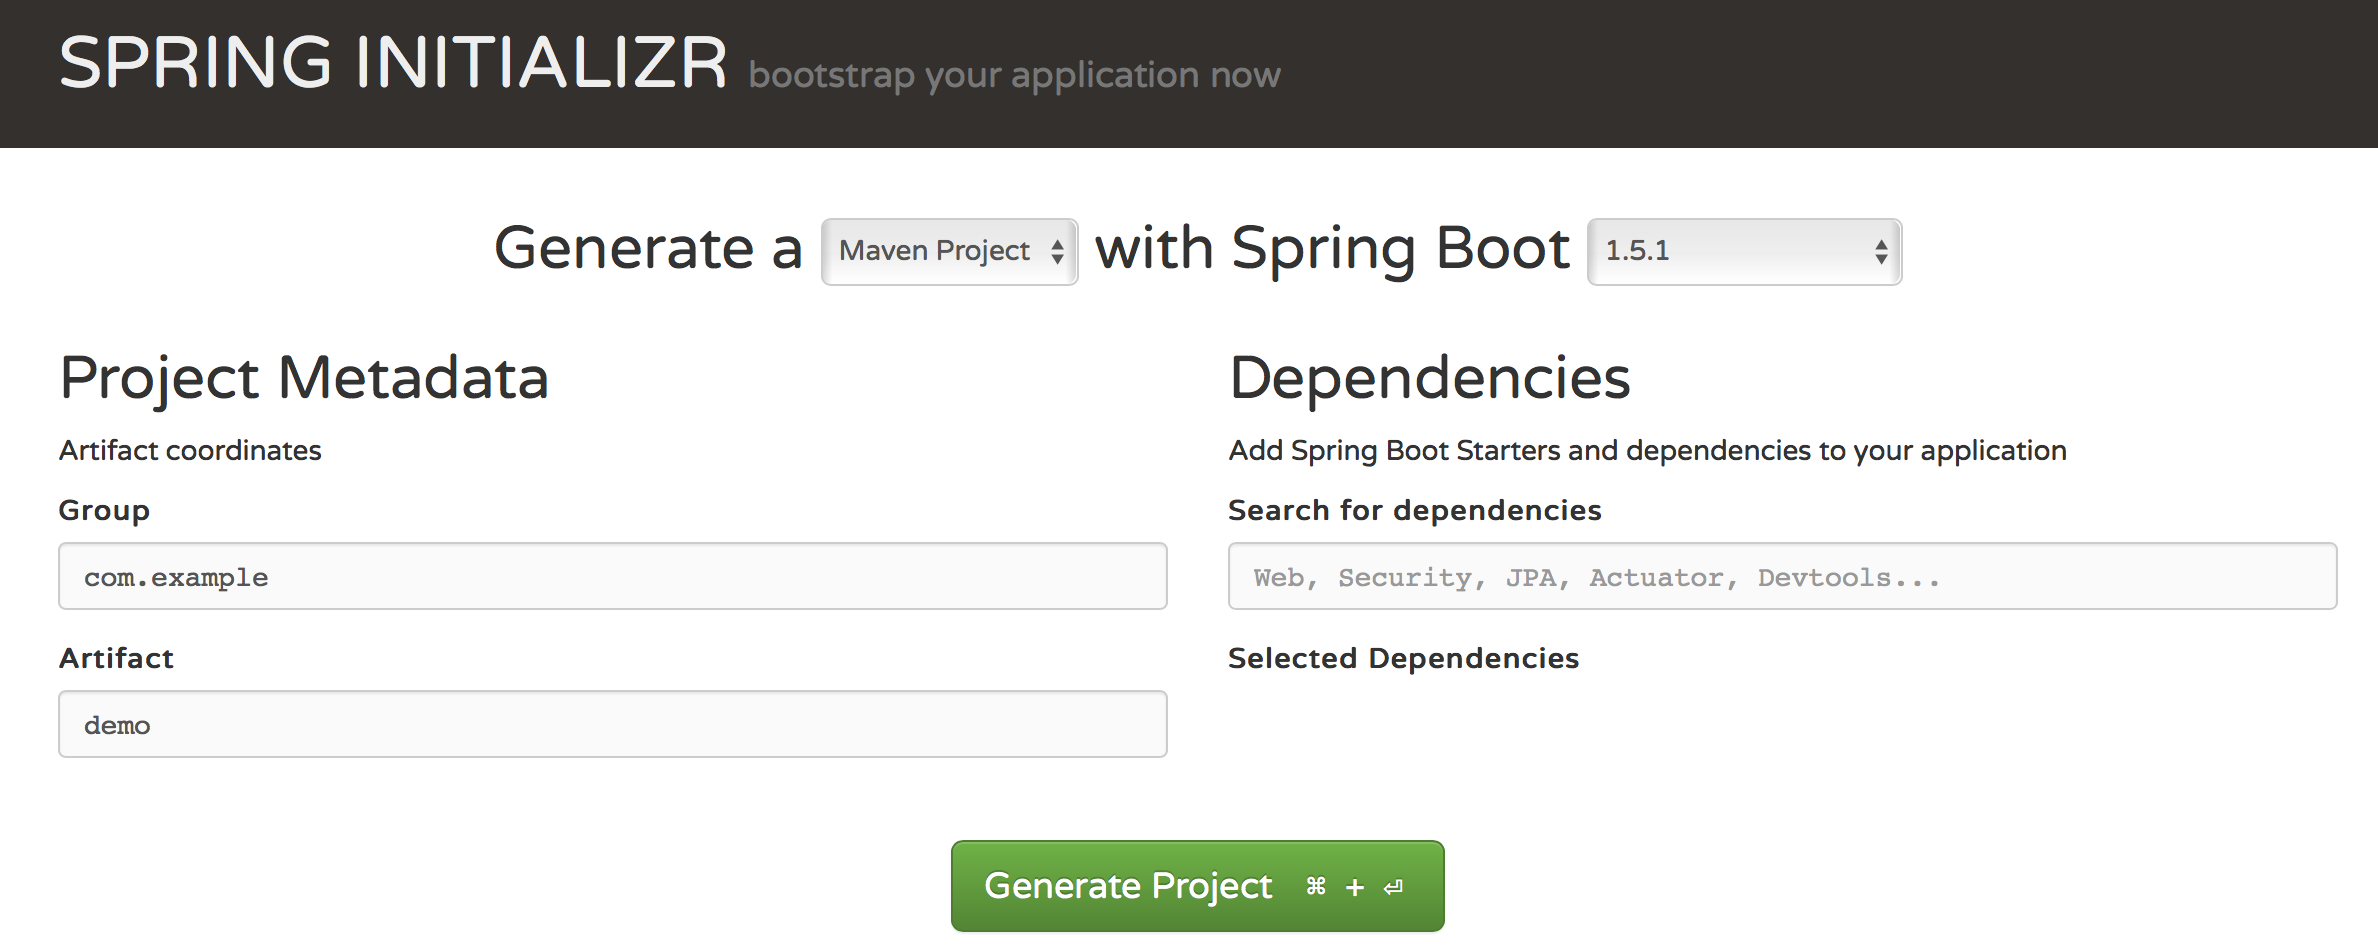 SPRING INITIALIZR bootstrap your application now
Generate a Maven Project with Spring Boot 1.5.1
Project Metadata
Artifact coordinates
Group
com.example
Artifact
demo
Dependencies
Add Spring Boot Starters and dependencies to your application
Search for dependencies
Web, Security, JPA, Actuator, Devtools...
Selected Dependencies
Generate Project ⌘ + ⏎